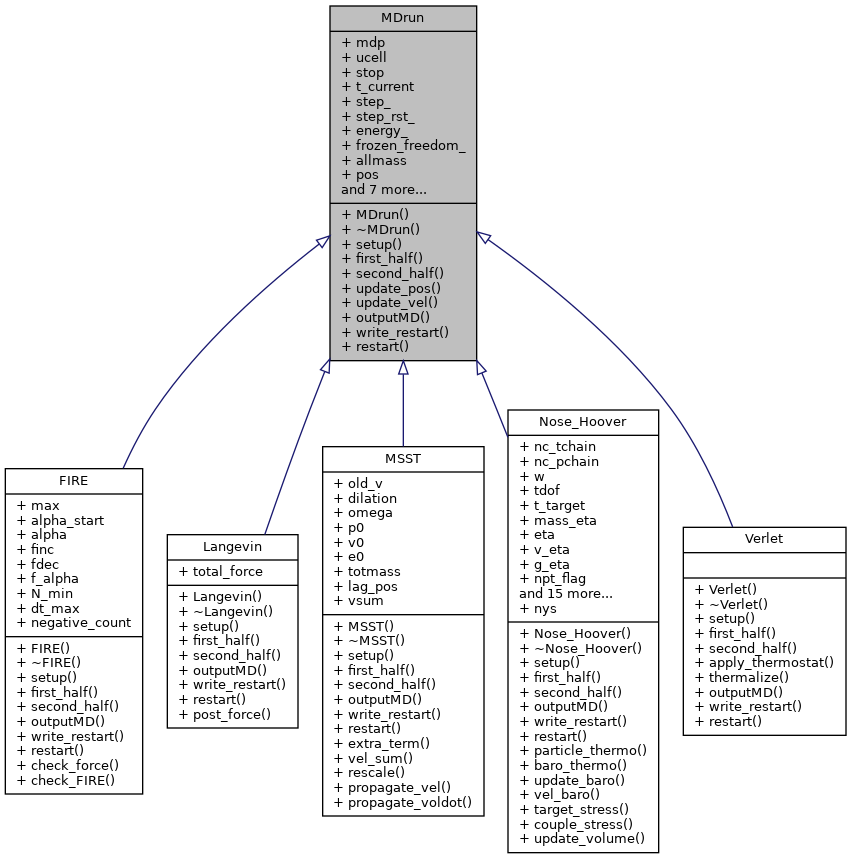 MDrun
+ mdp
+ ucell
+ stop
+ t_current
+ step_
+ step_rst_
+ energy_
+ frozen_freedom_
+ allmass
+ pos
and 7 more...
+ MDrun()
+ ~MDrun()
+ setup()
+ first_half()
+ second_half()
+ update_pos()
+ update_vel()
+ outputMD()
+ write_restart()
+ restart()
FIRE
+ max
+ alpha_start
+ alpha
+ finc
+ fdec
+ f_alpha
+ N_min
+ dt_max
+ negative_count
+ FIRE()
+ ~FIRE()
+ setup()
+ first_half()
+ second_half()
+ outputMD()
+ write_restart()
+ restart()
+ check_force()
+ check_FIRE()
Langevin
+ total_force
+ Langevin()
+ ~Langevin()
+ setup()
+ first_half()
+ second_half()
+ outputMD()
+ write_restart()
+ restart()
+ post_force()
MSST
+ old_v
+ dilation
+ omega
+ p0
+ v0
+ e0
+ totmass
+ lag_pos
+ vsum
+ MSST()
+ ~MSST()
+ setup()
+ first_half()
+ second_half()
+ outputMD()
+ write_restart()
+ restart()
+ extra_term()
+ vel_sum()
+ rescale()
+ propagate_vel()
+ propagate_voldot()
Nose_Hoover
+ nc_tchain
+ nc_pchain
+ w
+ tdof
+ t_target
+ mass_eta
+ eta
+ v_eta
+ g_eta
+ npt_flag
and 15 more...
+ nys
+ Nose_Hoover()
+ ~Nose_Hoover()
+ setup()
+ first_half()
+ second_half()
+ outputMD()
+ write_restart()
+ restart()
+ particle_thermo()
+ baro_thermo()
+ update_baro()
+ vel_baro()
+ target_stress()
+ couple_stress()
+ update_volume()
Verlet
+ Verlet()
+ ~Verlet()
+ setup()
+ first_half()
+ second_half()
+ apply_thermostat()
+ thermalize()
+ outputMD()
+ write_restart()
+ restart()